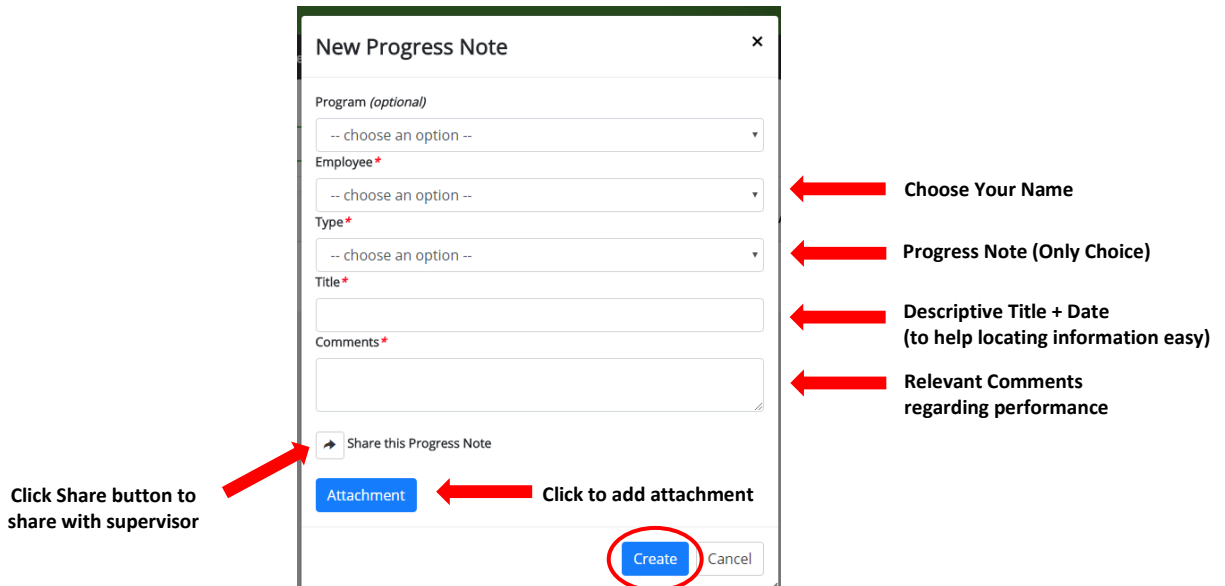 New Progress Note
×
Program (optional)
-- choose an option --
Employee*
-- choose an option --
Choose Your Name
Type*
-- choose an option --
Progress Note (Only Choice)
Title*
Descriptive Title + Date
(to help locating information easy)
Comments*
Relevant Comments
regarding performance
Share this Progress Note
Click Share button to
share with supervisor
Attachment
Click to add attachment
Create
Cancel